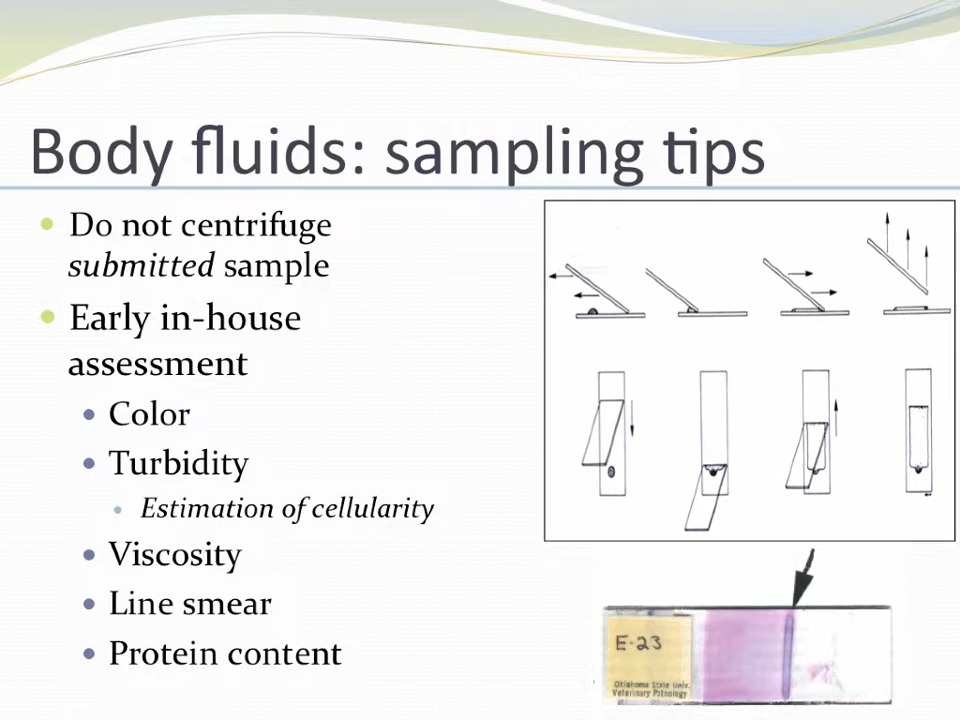 Body fluids: sampling tips
Do not centrifuge
submitted sample
Early in-house
assessment
Color
Turbidity
Estimation of cellularity
Viscosity
Line smear
Protein content
E-23
Oklahoma State Univ.
Veterinary Pathology